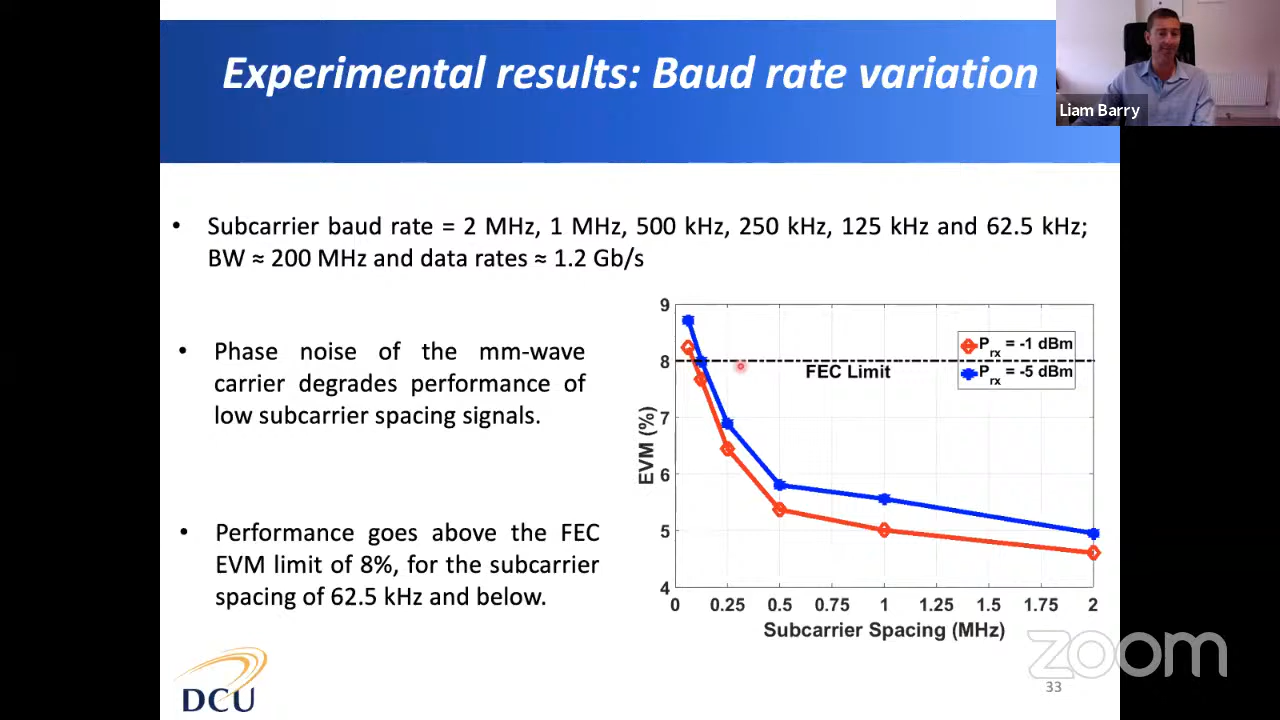 Experimental results: Baud rate variation
Liam Barry
• Subcarrier baud rate = 2 MHz, 1 MHz, 500 kHz, 250 kHz, 125 kHz and 62.5 kHz;
BW ≈ 200 MHz and data rates ≈ 1.2 Gb/s
• Phase noise of the mm-wave
carrier degrades performance of
low subcarrier spacing signals.
• Performance goes above the FEC
EVM limit of 8%, for the subcarrier
spacing of 62.5 kHz and below.
9
8
7
6
5
4
EVM (%)
P_rx = -1 dBm
P_rx = -5 dBm
FEC Limit
0 0.25 0.5 0.75 1 1.25 1.5 1.75 2
Subcarrier Spacing (MHz)
DCU
zoom
33